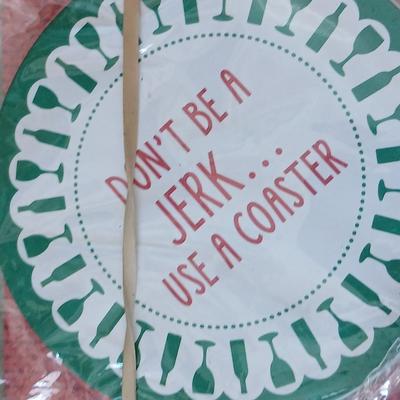 DON'T BE A
JERK...
USE A COASTER